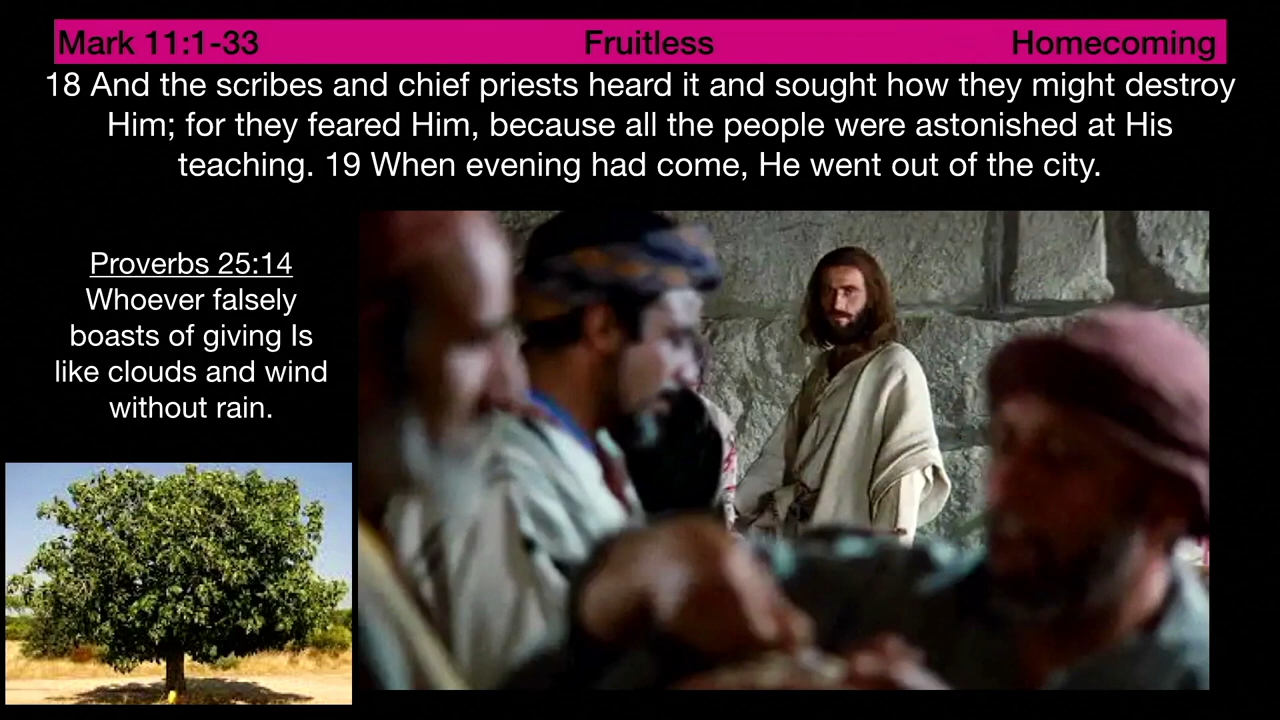 Mark 11:1-33 Fruitless Homecoming
18 And the scribes and chief priests heard it and sought how they might destroy
Him; for they feared Him, because all the people were astonished at His
teaching. 19 When evening had come, He went out of the city.
Proverbs 25:14
Whoever falsely
boasts of giving Is
like clouds and wind
without rain.